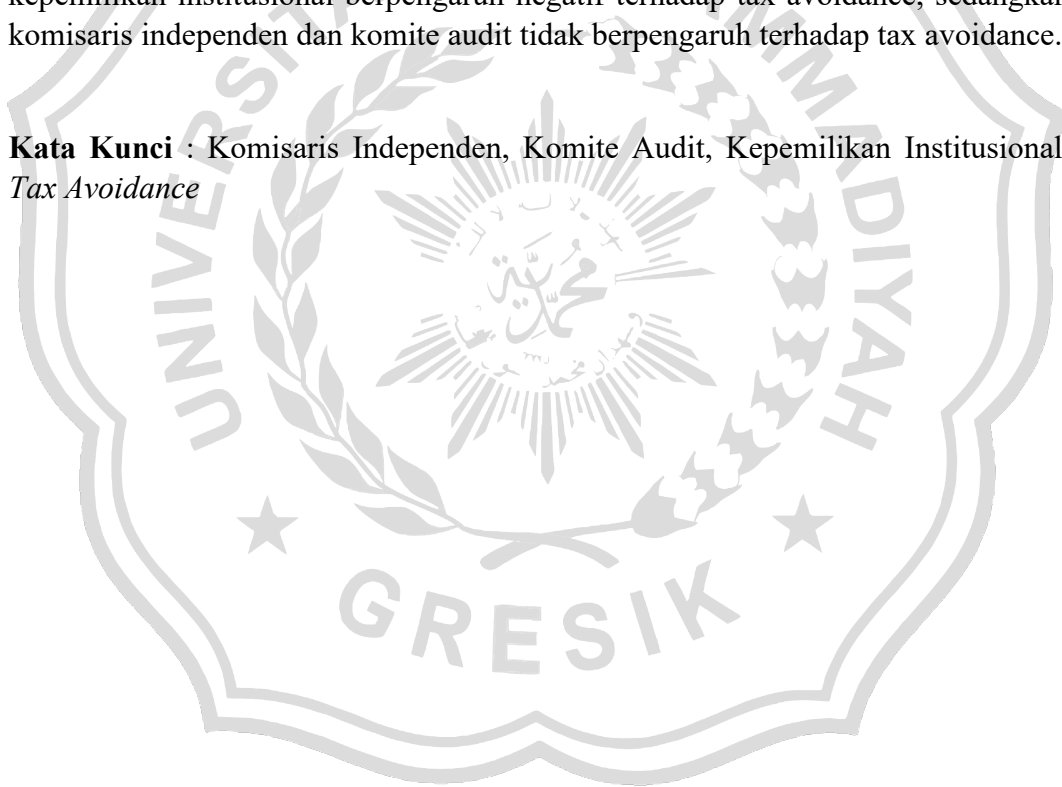 kepemilikan institusional berpengaruh negatif terhadap tax avoidance, sedangkan
komisaris independen dan komite audit tidak berpengaruh terhadap tax avoidance.
Kata Kunci : Komisaris Independen, Komite Audit, Kepemilikan Institusional
Tax Avoidance
GRESIK